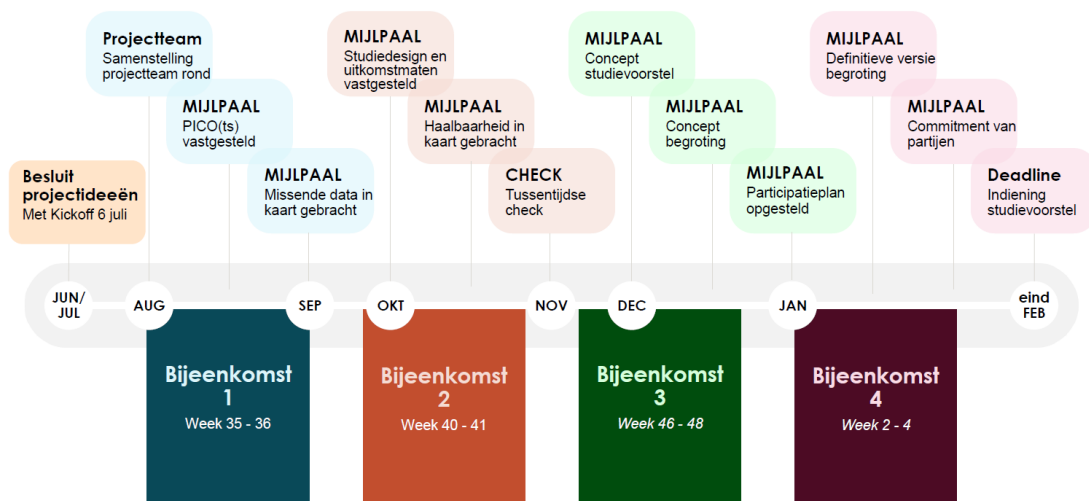 Projectteam
Samenstelling
projectteam rond
MIJLPAAL
PICO(ts)
vastgesteld
MIJLPAAL
Missende data in
kaart gebracht
Besluit
projectideeën
Met Kickoff 6 juli
MIJLPAAL
Studiedesign en
uitkomstmaten
vastgesteld
MIJLPAAL
Haalbaarheid in
kaart gebracht
CHECK
Tussentijdse
check
MIJLPAAL
Concept
studievoorstel
MIJLPAAL
Concept
begroting
MIJLPAAL
Participatieplan
opgesteld
MIJLPAAL
Definitieve versie
begroting
MIJLPAAL
Commitment van
partijen
Deadline
Indiening
studievoorstel
JUN/
JUL
AUG
SEP
OKT
NOV
DEC
JAN
eind
FEB
Bijeenkomst
1
Week 35 - 36
Bijeenkomst
2
Week 40 - 41
Bijeenkomst
3
Week 46 - 48
Bijeenkomst
4
Week 2 - 4